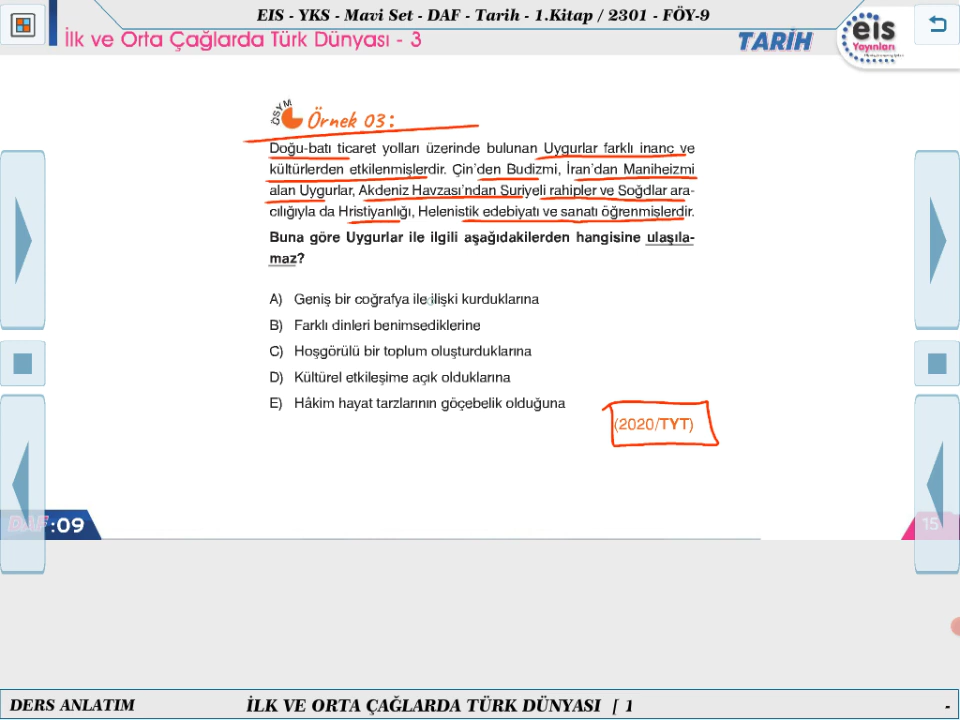 EIS - YKS - Mavi Set - DAF - Tarih - 1.Kitap / 2301 - FÖY-9
İlk ve Orta Çağlarda Türk Dünyası - 3
TARİH
eis
Yayınları
ÖSYM
Örnek 03:
Doğu-batı ticaret yolları üzerinde bulunan Uygurlar farklı inanç ve
kültürlerden etkilenmişlerdir. Çin'den Budizmi, İran'dan Maniheizmi
alan Uygurlar, Akdeniz Havzası'ndan Suriyeli rahipler ve Soğdlar ara-
cılığıyla da Hristiyanlığı, Helenistik edebiyatı ve sanatı öğrenmişlerdir.
Buna göre Uygurlar ile ilgili aşağıdakilerden hangisine ulaşıla-
maz?
A) Geniş bir coğrafya ile ilişki kurduklarına
B) Farklı dinleri benimsediklerine
C) Hoşgörülü bir toplum oluşturduklarına
D) Kültürel etkileşime açık olduklarına
E) Hâkim hayat tarzlarının göçebelik olduğuna
(2020/TYT)
DAF:09
15
DERS ANLATIM
İLK VE ORTA ÇAĞLARDA TÜRK DÜNYASI [ 1
-